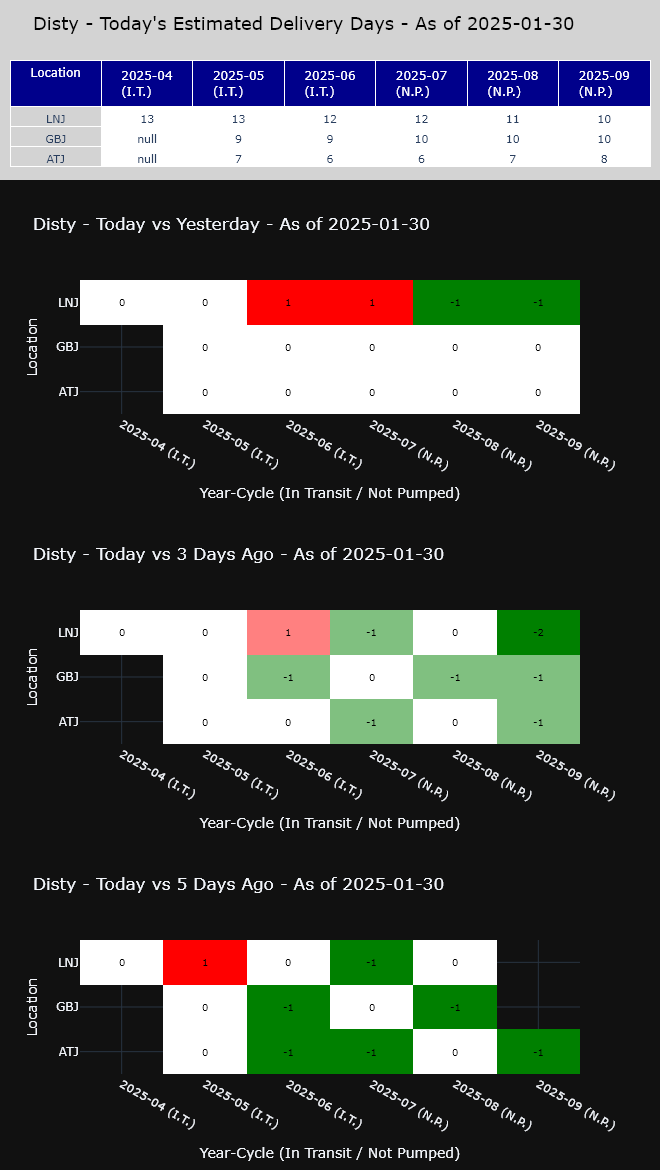 Disty - Today's Estimated Delivery Days - As of 2025-01-30
Location 2025-04 (I.T.) 2025-05 (I.T.) 2025-06 (I.T.) 2025-07 (N.P.) 2025-08 (N.P.) 2025-09 (N.P.)
LNJ 13 13 12 12 11 10
GBJ null 9 9 10 10 10
ATJ null 7 6 6 7 8
Disty - Today vs Yesterday - As of 2025-01-30
Location
LNJ 0 0 1 1 -1 -1
GBJ 0 0 0 0 0
ATJ 0 0 0 0 0
2025-04 (I.T.) 2025-05 (I.T.) 2025-06 (I.T.) 2025-07 (N.P.) 2025-08 (N.P.) 2025-09 (N.P.)
Year-Cycle (In Transit / Not Pumped)
Disty - Today vs 3 Days Ago - As of 2025-01-30
Location
LNJ 0 0 1 -1 0 -2
GBJ 0 -1 0 -1 -1
ATJ 0 0 -1 0 -1
2025-04 (I.T.) 2025-05 (I.T.) 2025-06 (I.T.) 2025-07 (N.P.) 2025-08 (N.P.) 2025-09 (N.P.)
Year-Cycle (In Transit / Not Pumped)
Disty - Today vs 5 Days Ago - As of 2025-01-30
Location
LNJ 0 1 0 -1 0
GBJ 0 -1 0 -1
ATJ 0 -1 -1 0 -1
2025-04 (I.T.) 2025-05 (I.T.) 2025-06 (I.T.) 2025-07 (N.P.) 2025-08 (N.P.) 2025-09 (N.P.)
Year-Cycle (In Transit / Not Pumped)